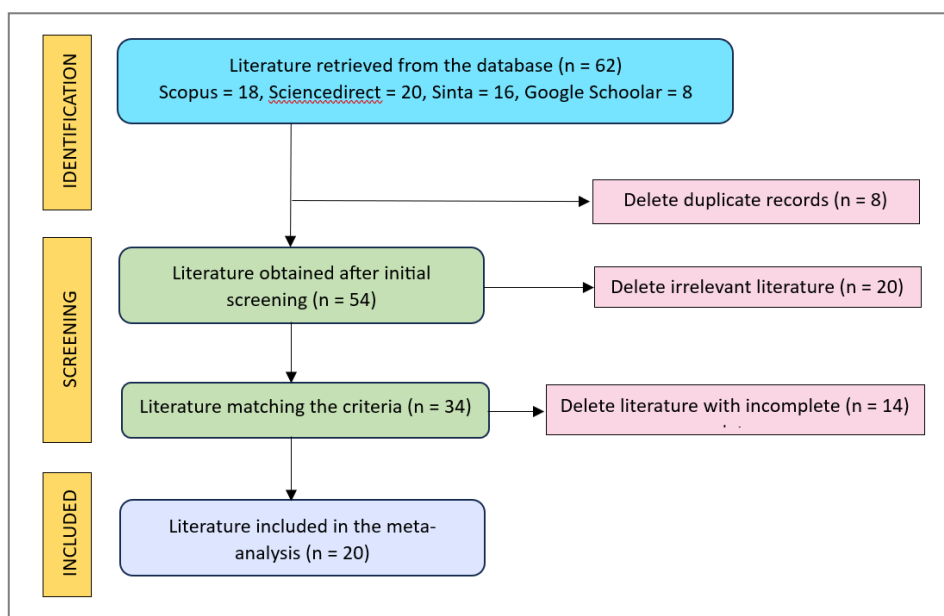 IDENTIFICATION
Literature retrieved from the database (n = 62)
Scopus = 18, Sciencedirect = 20, Sinta = 16, Google Schoolar = 8
Delete duplicate records (n = 8)
SCREENING
Literature obtained after initial
screening (n = 54)
Delete irrelevant literature (n = 20)
Literature matching the criteria (n = 34)
Delete literature with incomplete (n = 14)
INCLUDED
Literature included in the meta-
analysis (n = 20)